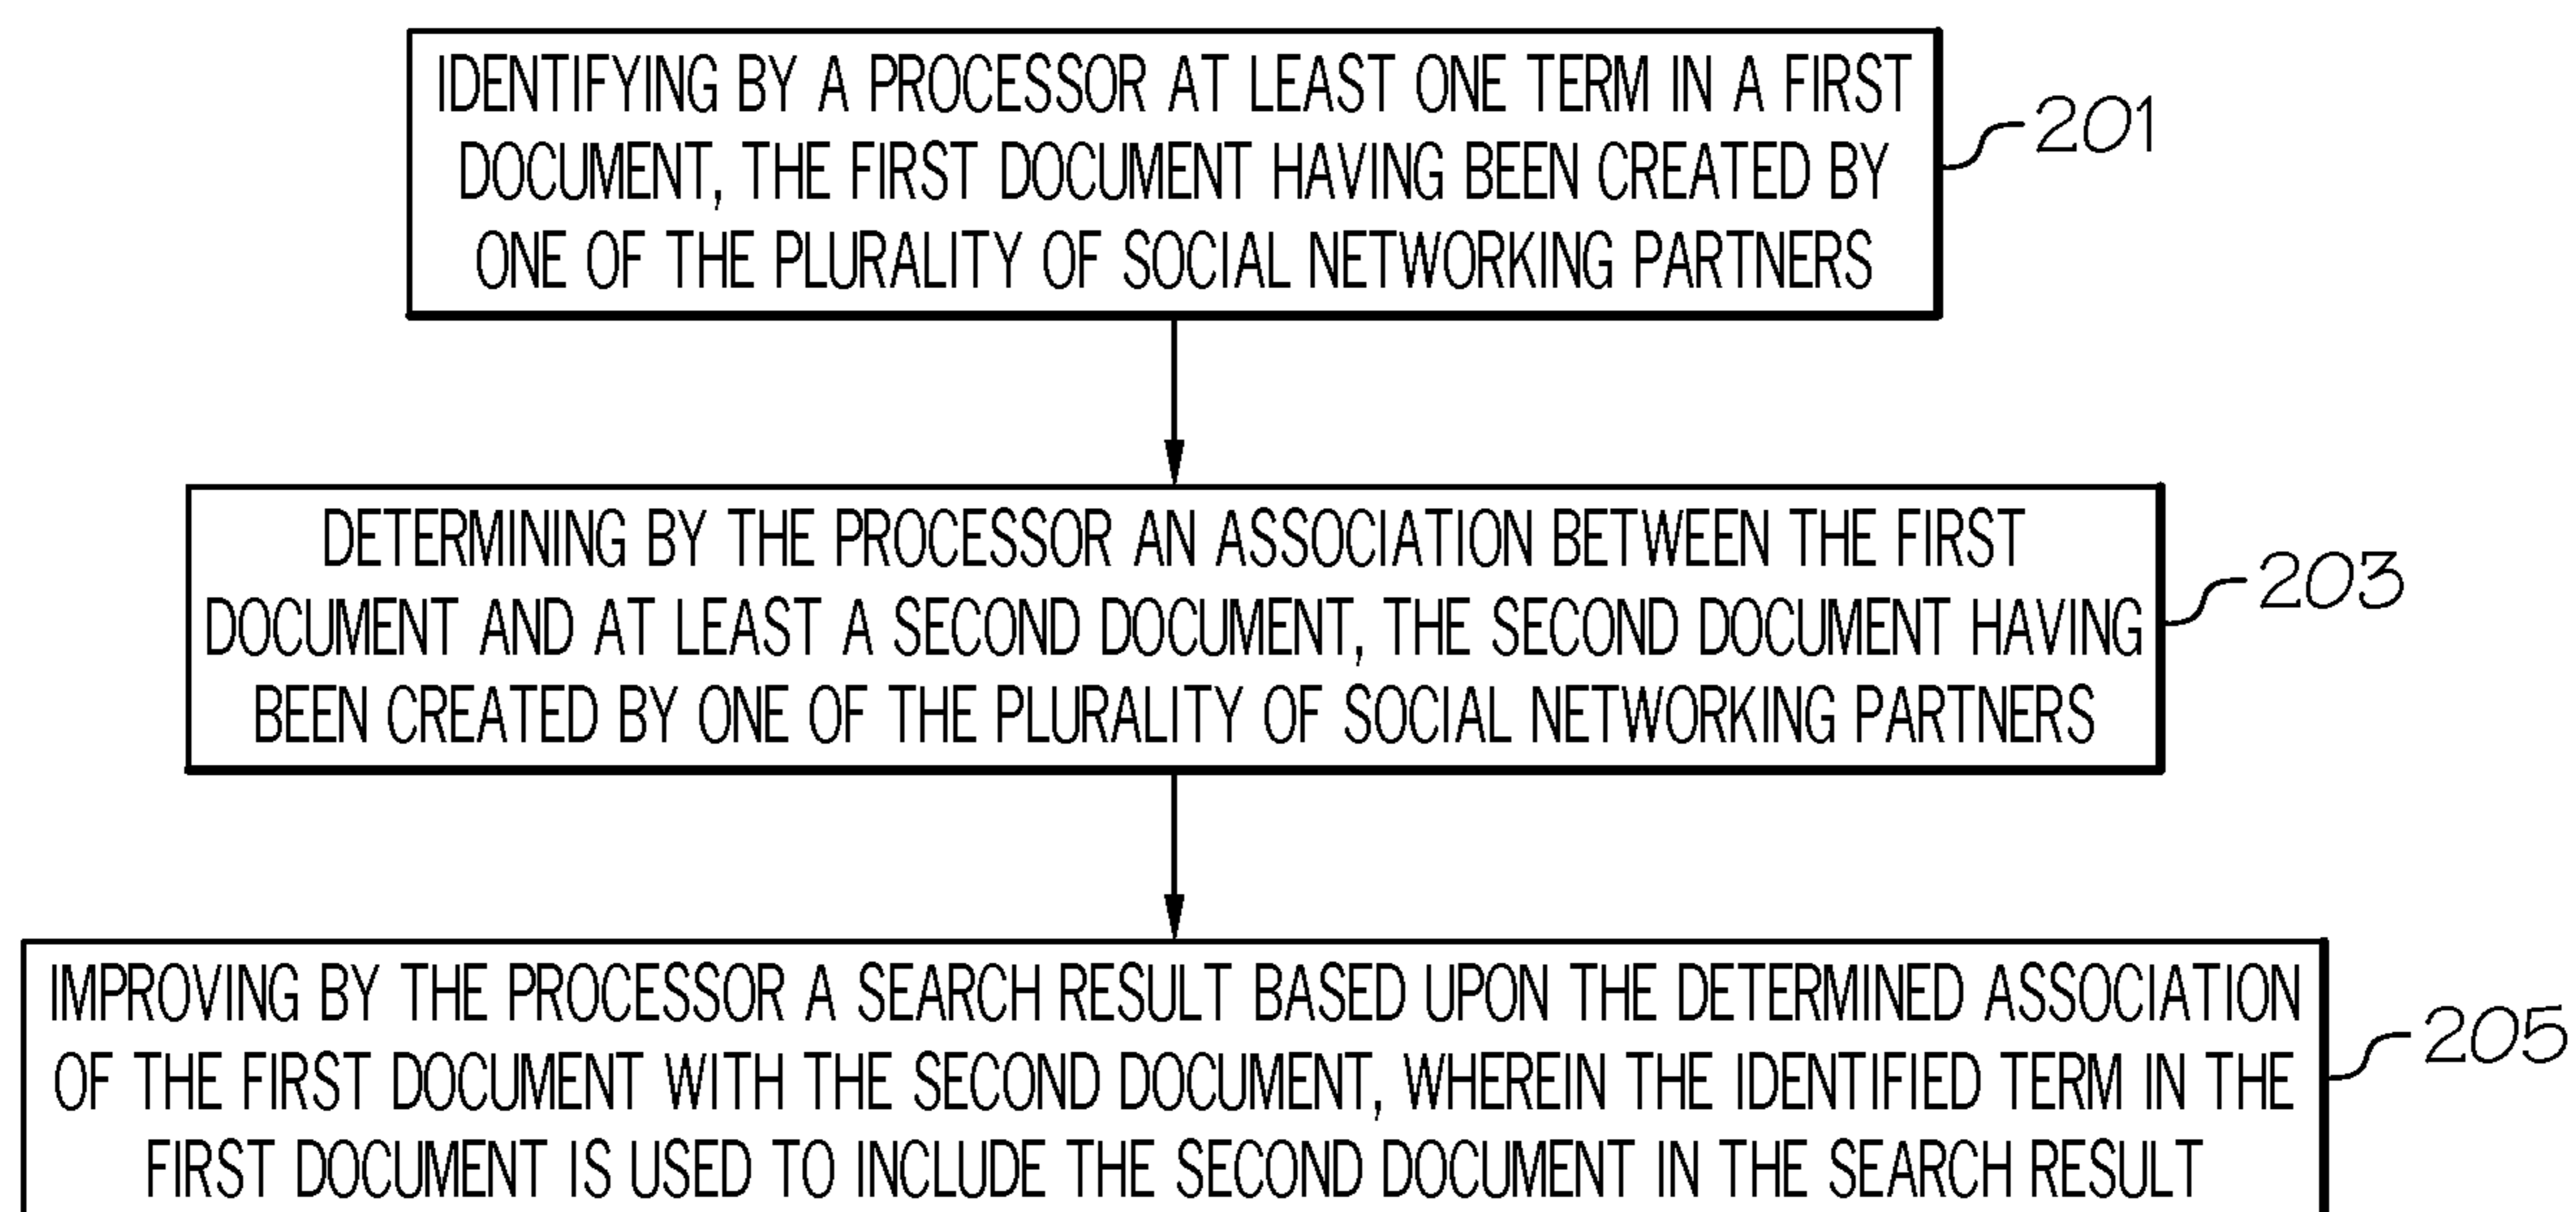 IDENTIFYING BY A PROCESSOR AT LEAST ONE TERM IN A FIRST
DOCUMENT, THE FIRST DOCUMENT HAVING BEEN CREATED BY
ONE OF THE PLURALITY OF SOCIAL NETWORKING PARTNERS
201
DETERMINING BY THE PROCESSOR AN ASSOCIATION BETWEEN THE FIRST
DOCUMENT AND AT LEAST A SECOND DOCUMENT, THE SECOND DOCUMENT HAVING
BEEN CREATED BY ONE OF THE PLURALITY OF SOCIAL NETWORKING PARTNERS
203
IMPROVING BY THE PROCESSOR A SEARCH RESULT BASED UPON THE DETERMINED ASSOCIATION
OF THE FIRST DOCUMENT WITH THE SECOND DOCUMENT, WHEREIN THE IDENTIFIED TERM IN THE
FIRST DOCUMENT IS USED TO INCLUDE THE SECOND DOCUMENT IN THE SEARCH RESULT
205